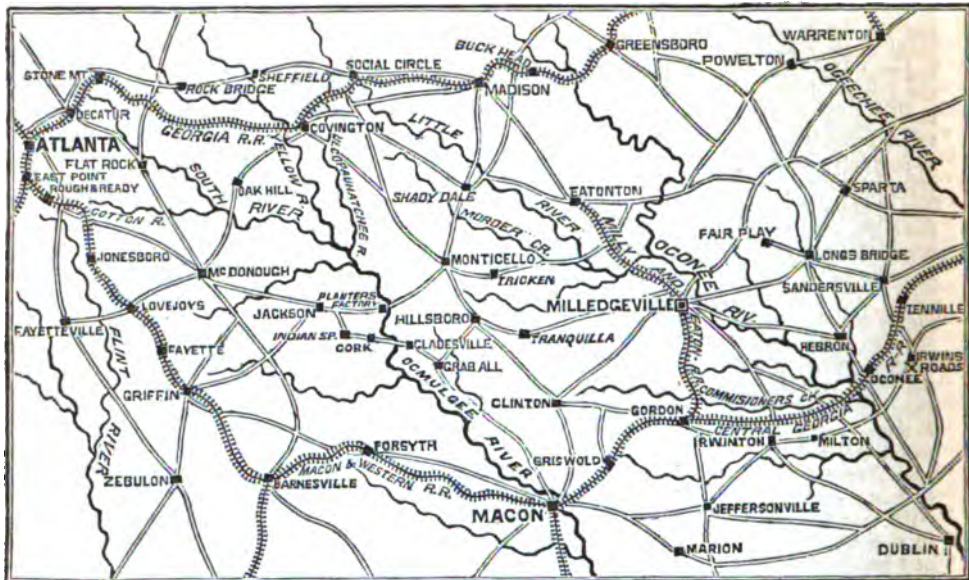 GREENSBORO
WARRENTON
BUCK HEAD
POWELTON
SOCIAL CIRCLE
SHEFFIELD
STONE MT.
ROCK BRIDGE
MADISON
OGECHEE RIVER
DECATUR
GEORGIA R.R.
COVINGTON
LITTLE RIVER
ATLANTA
YELLOW R.
FLAT ROCK
EAST POINT
ROUGH & READY
SOUTH RIVER
OAK HILL
SHADY DALE
EATONTON
SPARTA
COTTON R.
MURDER CR.
FAIR PLAY
JONESBORO
MCDONOUGH
MONTICELLO
TRICKEN
MILLEDGEVILLE
OCONEE RIV.
LONGS BRIDGE
SANDERSVILLE
PLANTERS FACTORY
LOVEJOYS
JACKSON
HILLSBORO
TENNILLE
FAYETTEVILLE
INDIAN SP.
CORK
GLADESVILLE
TRANQUILLA
HEBRON
FLINT RIVER
FAYETTE
GRAB ALL
IRWINS X ROADS
OCONEE
GRIFFIN
OCMULGEE RIVER
CLINTON
COMMISIONERS CK.
GORDON
CENTRAL GEORGIA R.R.
FORSYTH
IRWINTON
MILTON
GRISWOLD
ZEBULON
BARNESVILLE
MACON & WESTERN R.R.
MACON
JEFFERSONVILLE
MARION
DUBLIN